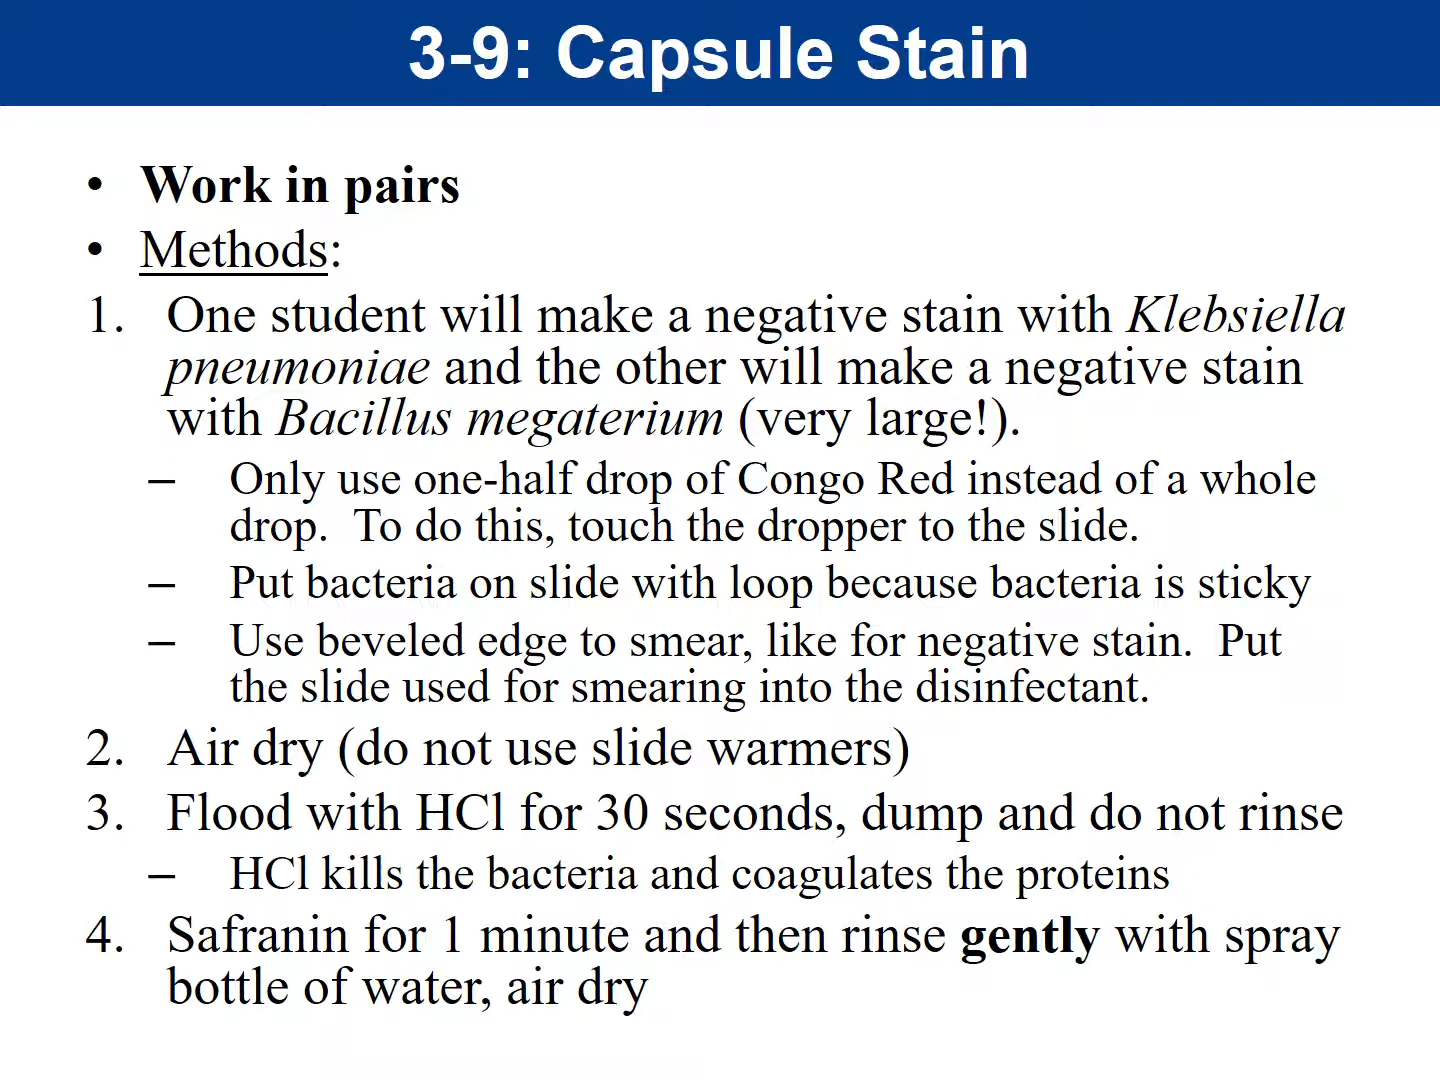 3-9: Capsule Stain
• Work in pairs
• Methods:
1. One student will make a negative stain with Klebsiella
pneumoniae and the other will make a negative stain
with Bacillus megaterium (very large!).
– Only use one-half drop of Congo Red instead of a whole
drop.  To do this, touch the dropper to the slide.
– Put bacteria on slide with loop because bacteria is sticky
– Use beveled edge to smear, like for negative stain.  Put
the slide used for smearing into the disinfectant.
2. Air dry (do not use slide warmers)
3. Flood with HCl for 30 seconds, dump and do not rinse
– HCl kills the bacteria and coagulates the proteins
4. Safranin for 1 minute and then rinse gently with spray
bottle of water, air dry